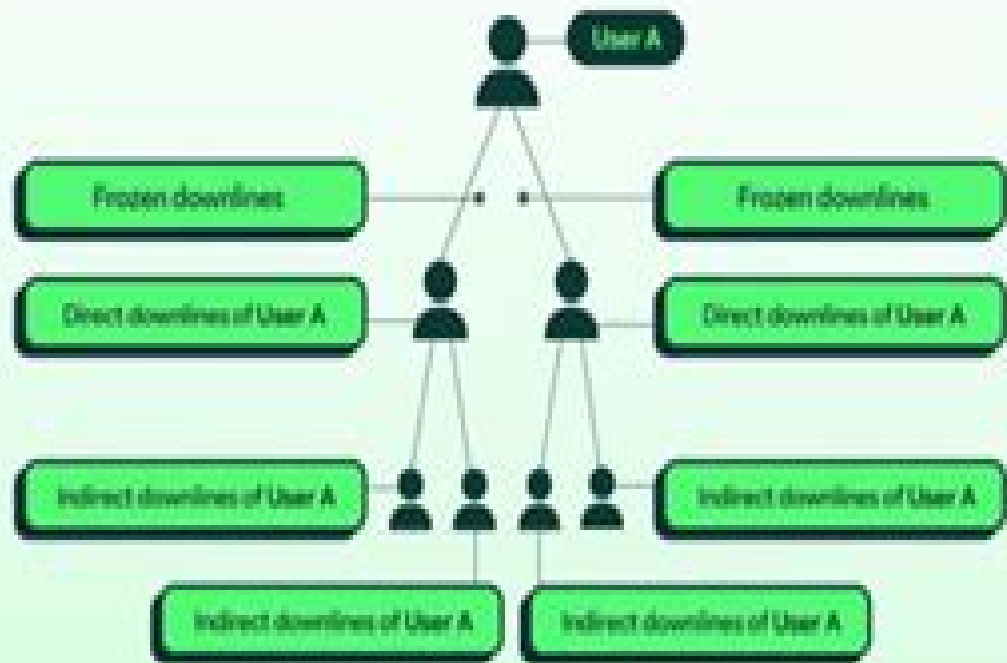 User A
Frozen downlines
Frozen downlines
Direct downlines of User A
Direct downlines of User A
Indirect downlines of User A
Indirect downlines of User A
Indirect downlines of User A
Indirect downlines of User A